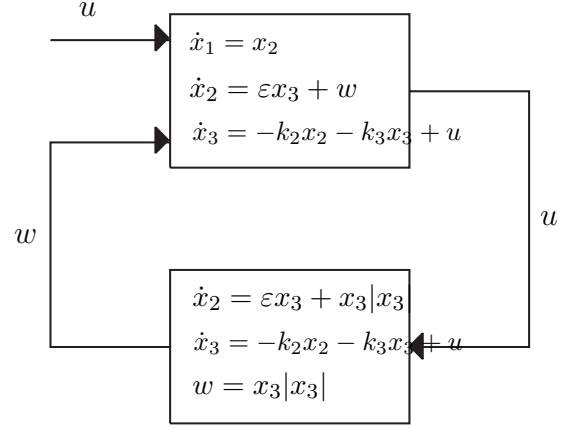 u
ẋ₁ = x₂
ẋ₂ = εx₃ + w
ẋ₃ = −k₂x₂ − k₃x₃ + u
w
u
ẋ₂ = εx₃ + x₃|x₃|
ẋ₃ = −k₂x₂ − k₃x₃ + u
w = x₃|x₃|